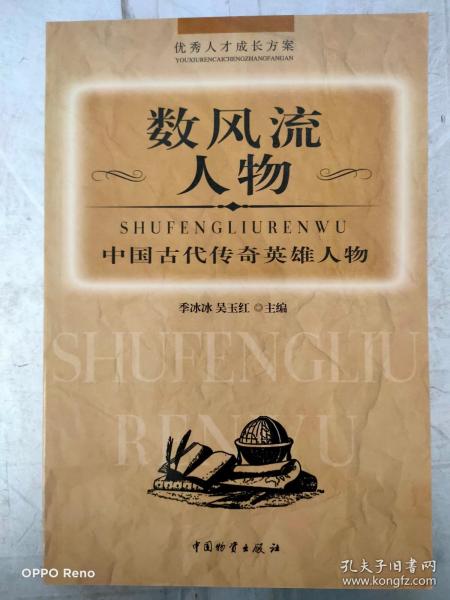 优秀人才成长方案
YOUXIURENCAICHENGZHANGFANGAN
数风流
人物
SHUFENGLIURENWU
中国古代传奇英雄人物
季冰冰 吴玉红 ◎主编
SHUFENGLIU
RENWU
中国物资出版社
OPPO Reno
孔夫子旧书网
www.kongfz.com